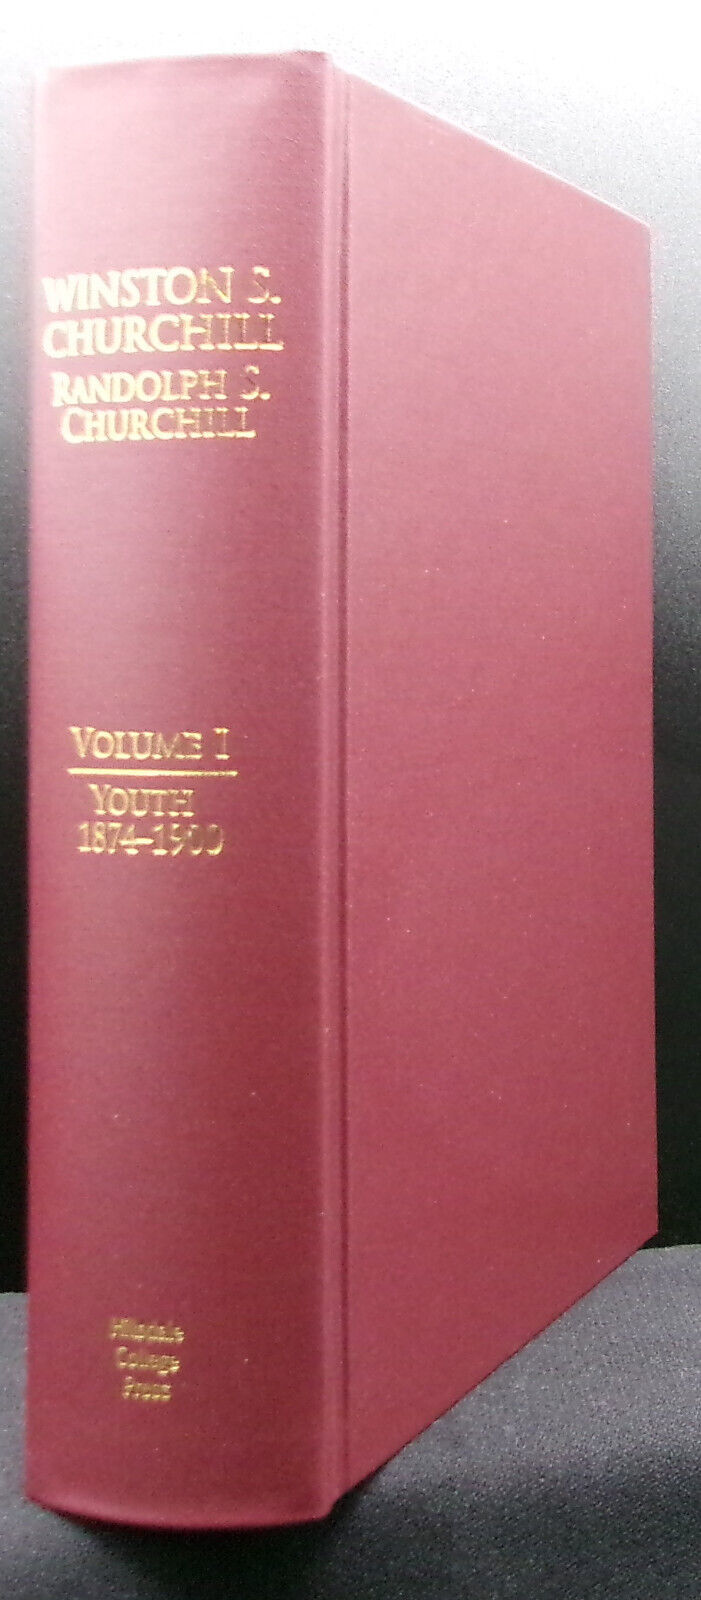 WINSTON S.
CHURCHILL
RANDOLPH S.
CHURCHILL
VOLUME I
YOUTH
1874–1900
Hillsdale
College
Press